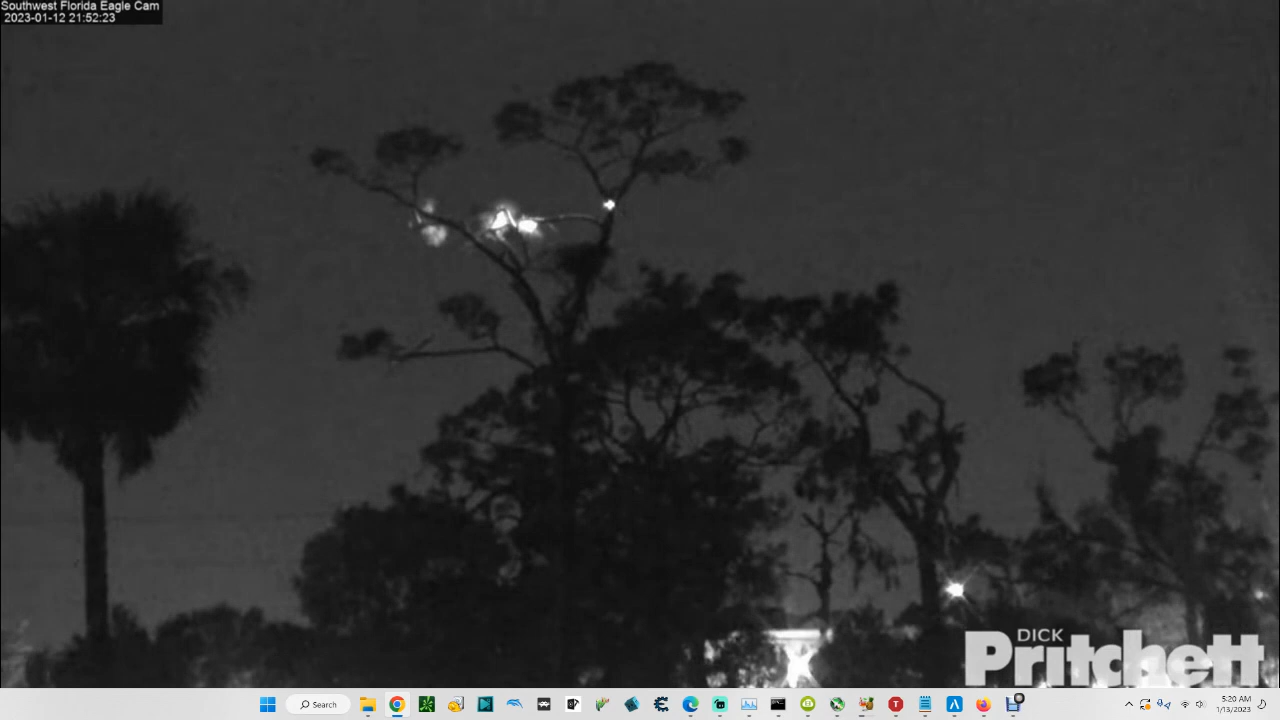 Southwest Florida Eagle Cam
2023-01-12 21:52:23
DICK
Pritchett
Search
5:20 AM
1/13/2023